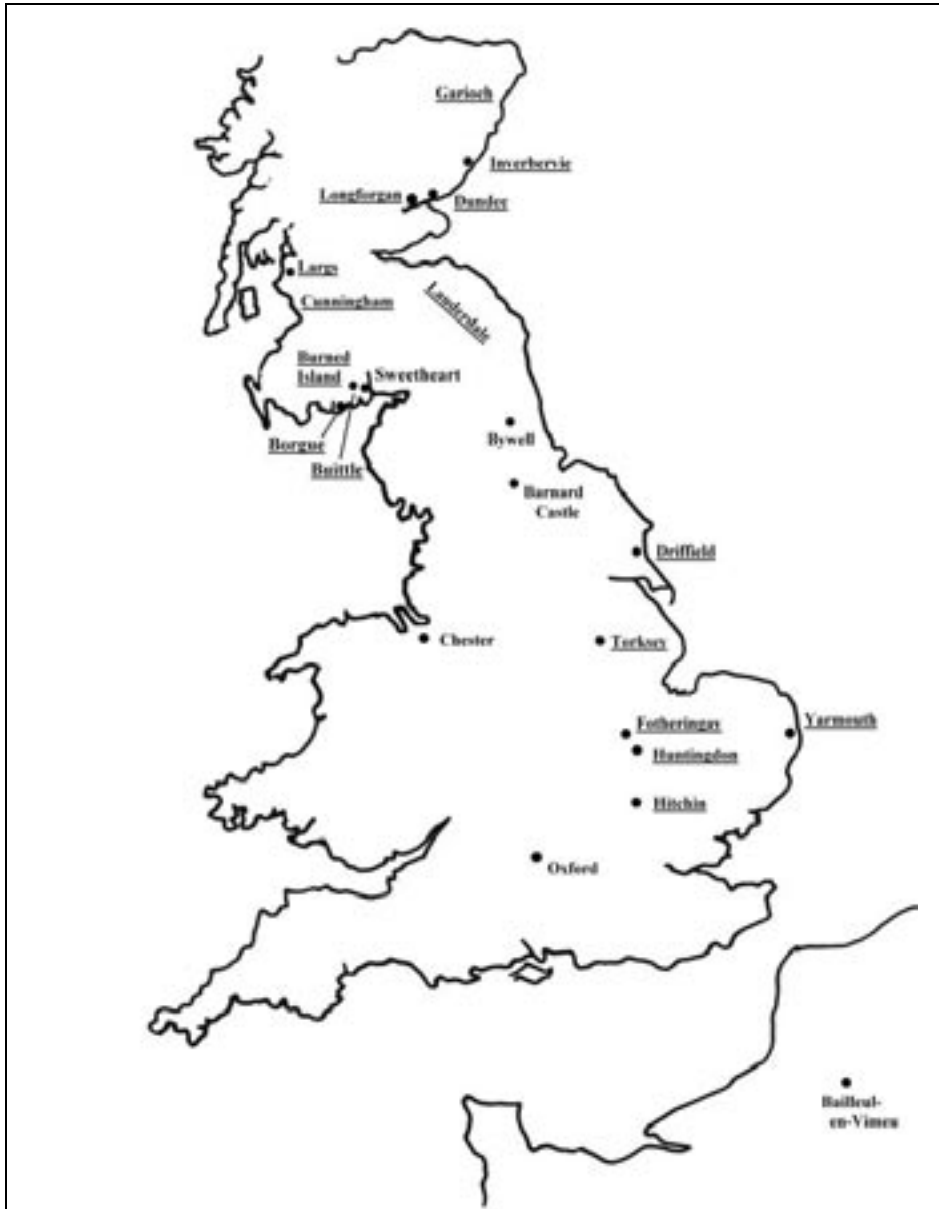 Garioch
Inverbervie
Longforgan
Dundee
Largs
Cunningham
Lauderdale
Burned
Island
Sweetheart
Borgue
Buittle
Bywell
Barnard
Castle
Driffield
Chester
Torksey
Fotheringay
Yarmouth
Huntingdon
Hitchin
Oxford
Bailleul-
en-Vimeu